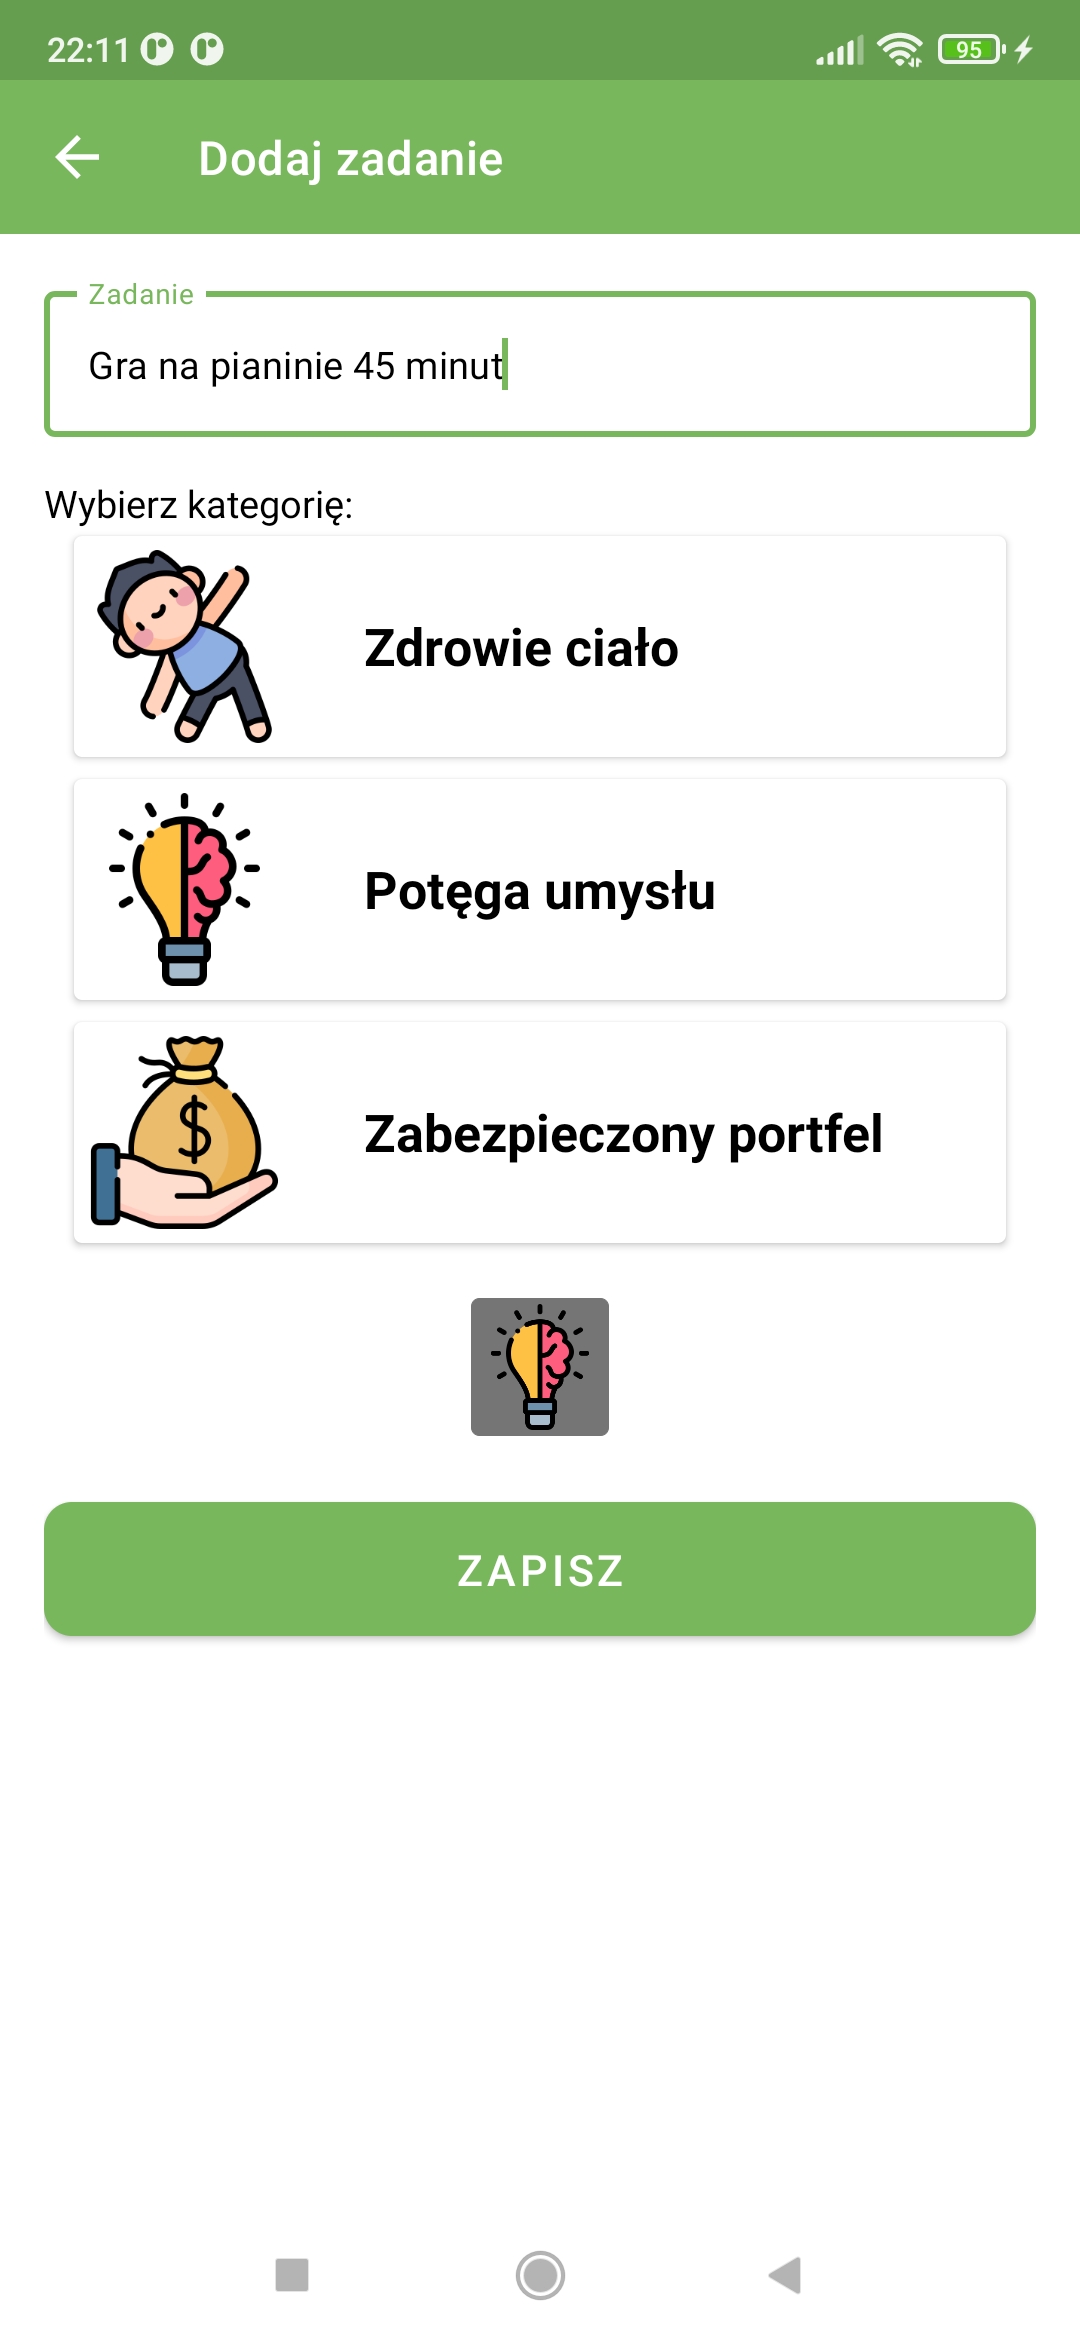 22:11
95
Dodaj zadanie
Zadanie
Gra na pianinie 45 minut
Wybierz kategorię:
Zdrowie ciało
Potęga umysłu
$
Zabezpieczony portfel
ZAPISZ